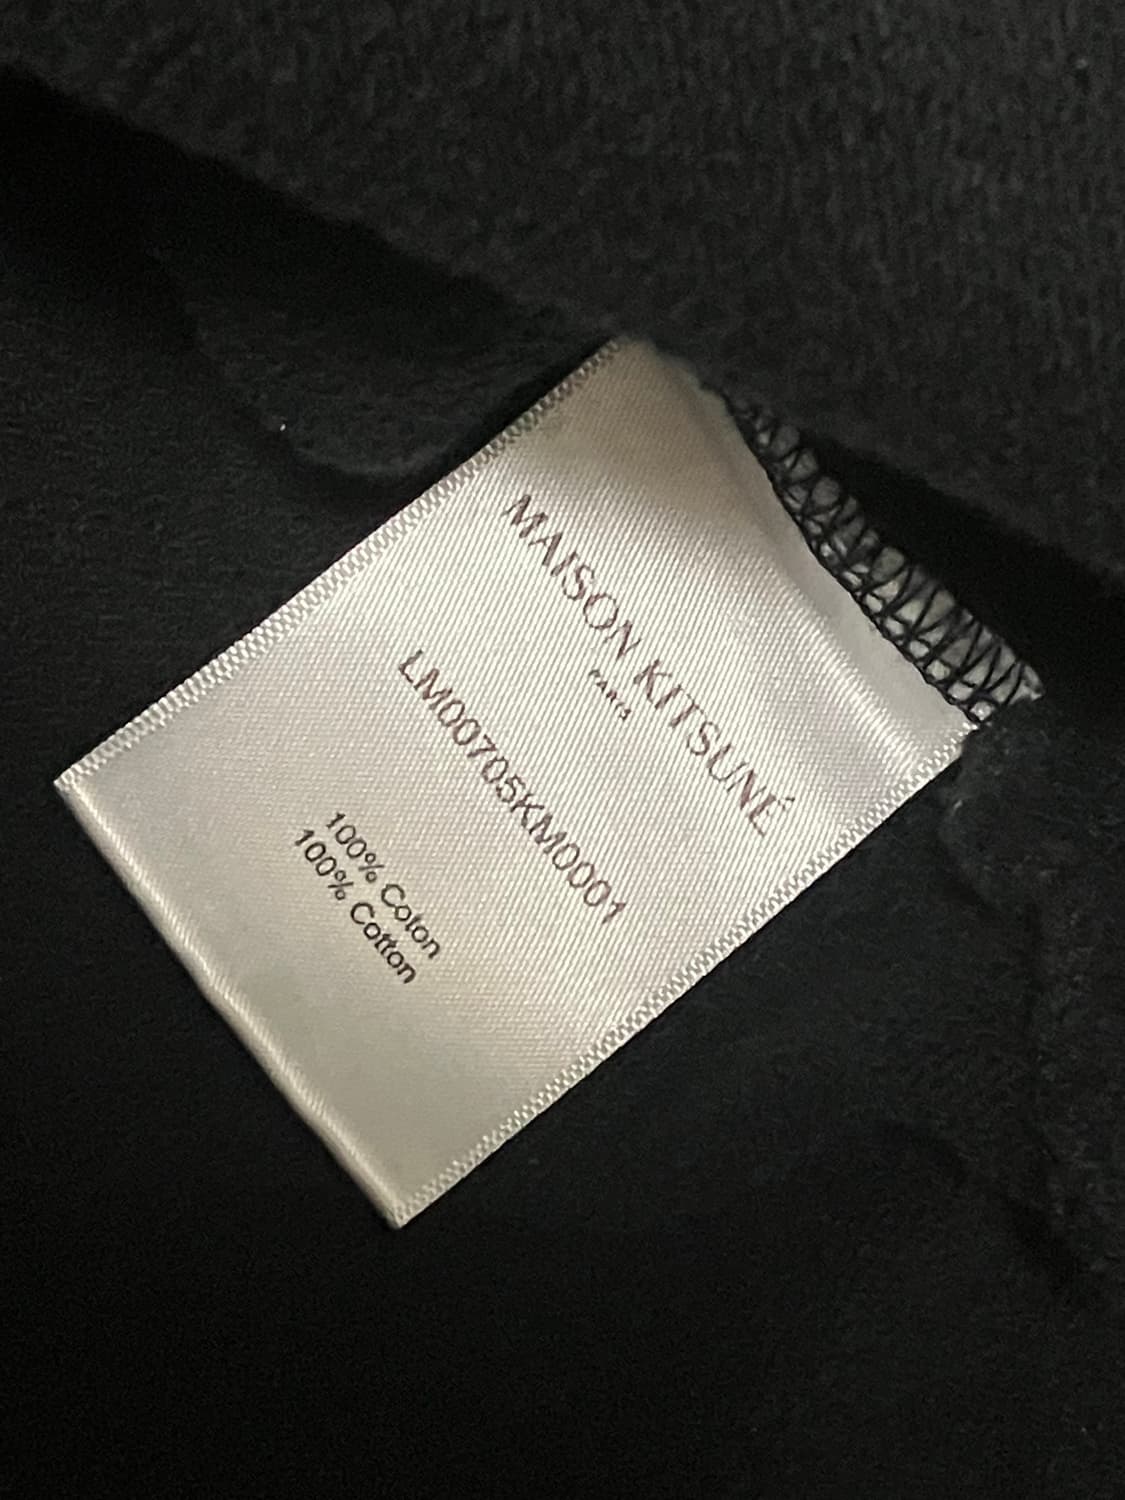 MAISON KITSUNÉ
PARIS
LM00705KM0001
100% Coton
100% Cotton